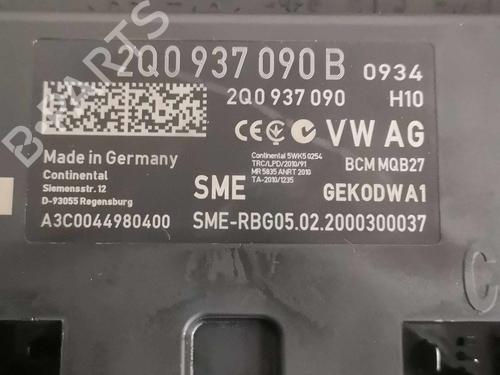 2Q0 937 090 B 0934
2Q0 937 090 H10
CE VW AG
Continental 5WK50254
TRC/LPD/2010/91
MR 5835 ANRT 2010
TA-2010/1235
BCM MQB27
Made in Germany
Continental
Siemensstr. 12
D-93055 Regensburg
SME GEKODWA1
A3C0044980400 SME-RBG05.02.2000300037
C
B-PARTS